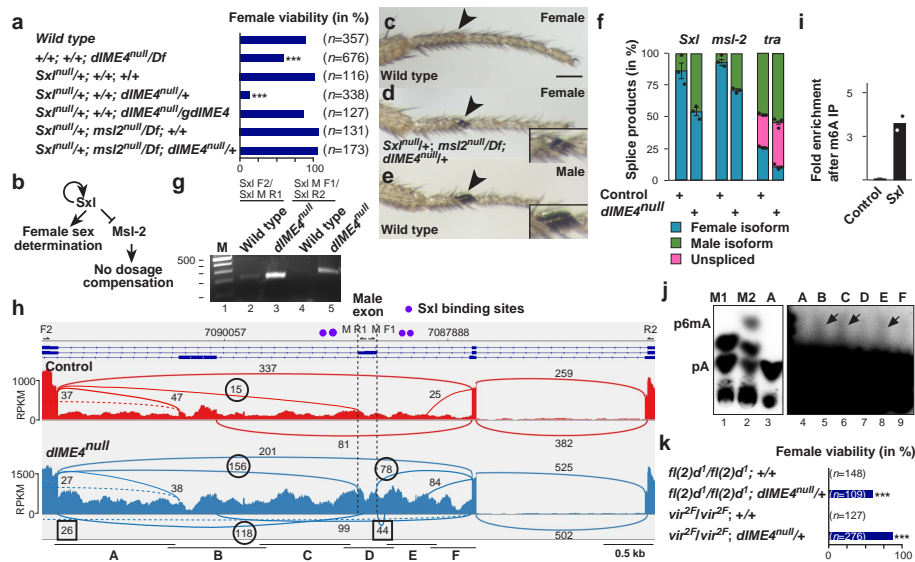 a
Female viability (in %)
Wild type (n=357)
+/+; +/+; dIME4null/Df *** (n=676)
Sxlnull/+; +/+; +/+ (n=116)
Sxlnull/+; +/+; dIME4null/+ *** (n=338)
Sxlnull/+; +/+; dIME4null/gdIME4 (n=127)
Sxlnull/+; msl2null/Df; +/+ (n=131)
Sxlnull/+; msl2null/Df; dIME4null/+ (n=173)
0 100
b
Sxl
Female sex determination
Msl-2
No dosage compensation
c
Female
Wild type
d
Female
Sxlnull/+; msl2null/Df;
dIME4null/+
e
Male
Wild type
f
Sxl msl-2 tra
Splice products (in %)
100
75
50
25
0
Control + + +
dIME4null + + +
Female isoform
Male isoform
Unspliced
g
Sxl F2/ Sxl M R1
Sxl M F1/ Sxl R2
M Wild type dIME4null Wild type dIME4null
500
1 2 3 4 5
h
Male exon
Sxl binding sites
F2 7090057 M R1 M F1 7087888 R2
Control
RPKM
1000
0
337 259
15
37 47 25
81 382
dIME4null
RPKM
1500
0
201 525
156 78
27 38 84
26 118 99 44 502
A B C D E F
0.5 kb
i
Fold enrichment after m6A IP
5
3
Control Sxl
j
M1 M2 A A B C D E F
p6mA
pA
1 2 3 4 5 6 7 8 9
k
Female viability (in %)
fl(2)d1/fl(2)d1; +/+ (n=148)
fl(2)d1/fl(2)d1; dIME4null/+ (n=109) ***
vir2F/vir2F; +/+ (n=127)
vir2F/vir2F; dIME4null/+ (n=276) ***
0 100